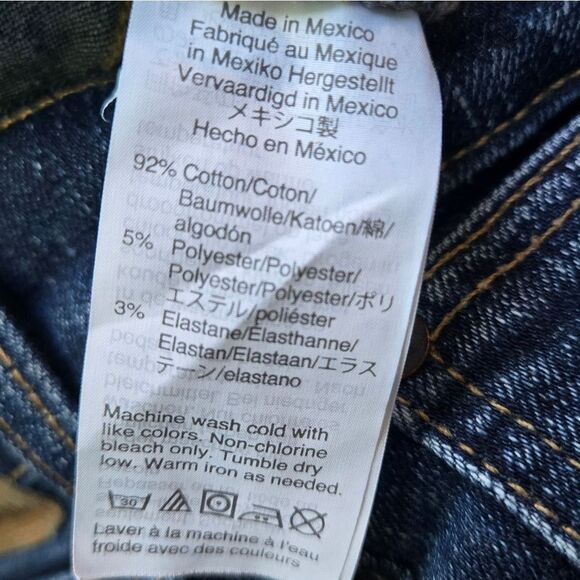 Made in Mexico
Fabriqué au Mexique
in Mexiko Hergestellt
Vervaardigd in Mexico
メキシコ製
Hecho en México
92% Cotton/Coton/
Baumwolle/Katoen/綿/
algodón
5% Polyester/Polyester/
Polyester/Polyester/ポリ
エステル/poliéster
3% Elastane/Élasthanne/
Elastan/Elastaan/エラス
テーン/elastano
Machine wash cold with
like colors. Non-chlorine
bleach only. Tumble dry
low. Warm iron as needed.
30
Laver à la machine à l'eau
froide avec des couleurs